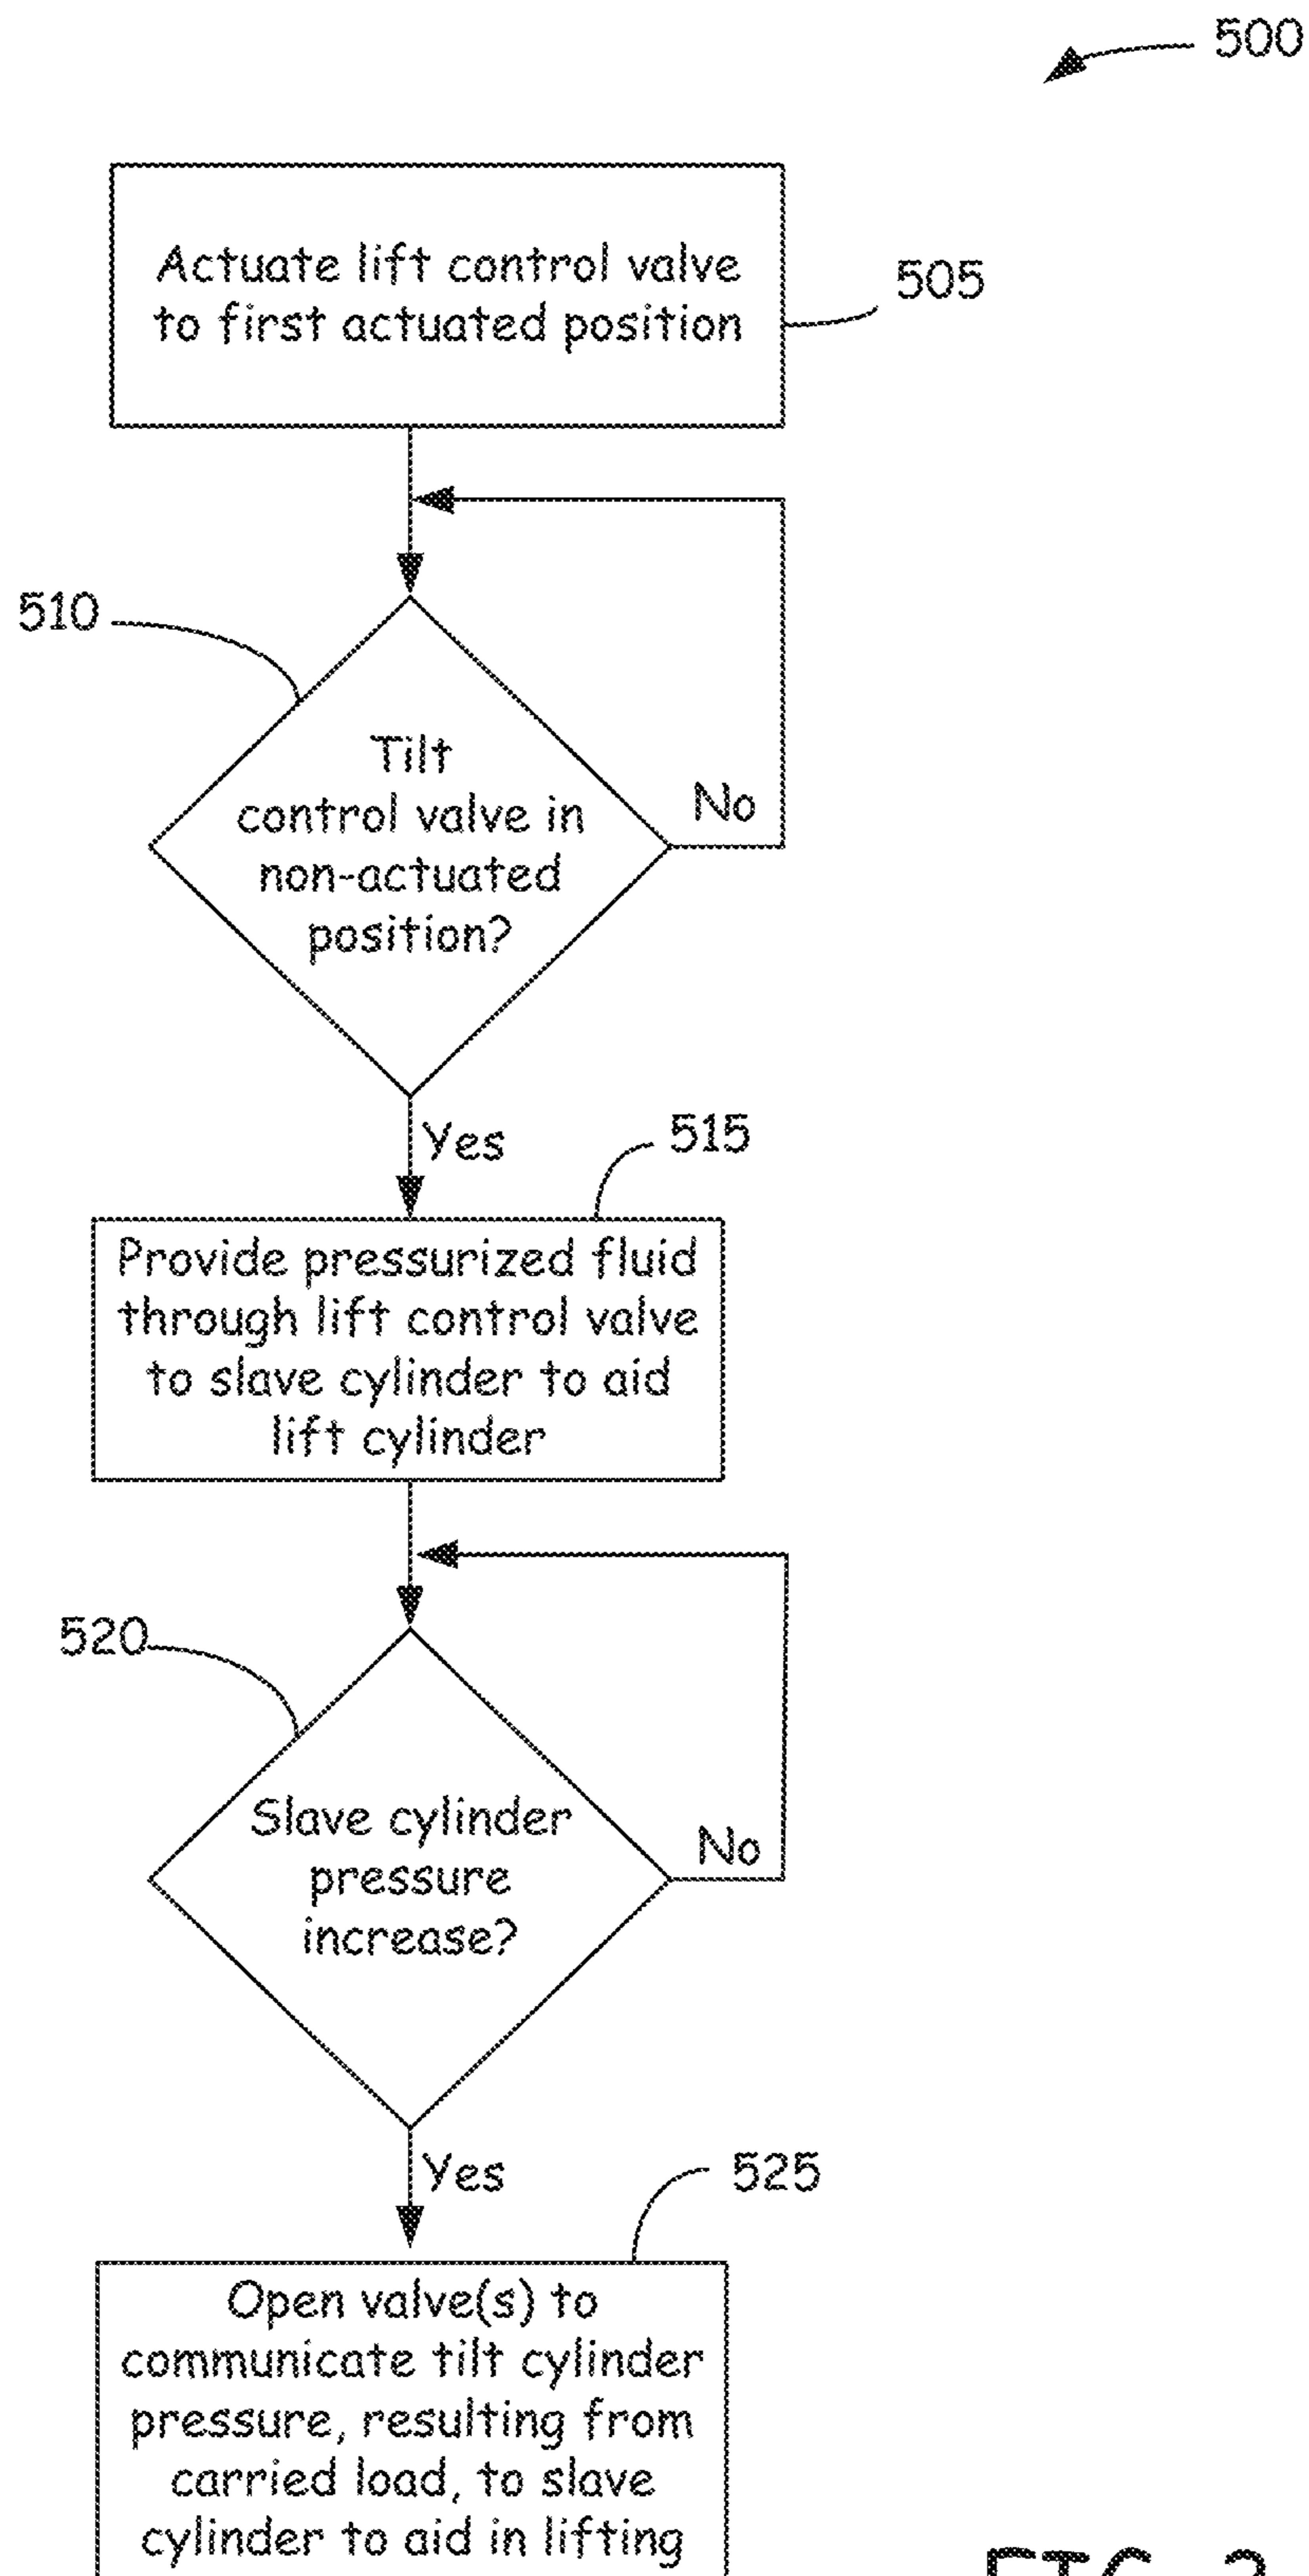 500
Actuate lift control valve
to first actuated position
505
510
Tilt
control valve in
non-actuated
position?
No
Yes
515
Provide pressurized fluid
through lift control valve
to slave cylinder to aid
lift cylinder
520
Slave cylinder
pressure
increase?
No
Yes
525
Open valve(s) to
communicate tilt cylinder
pressure, resulting from
carried load, to slave
cylinder to aid in lifting